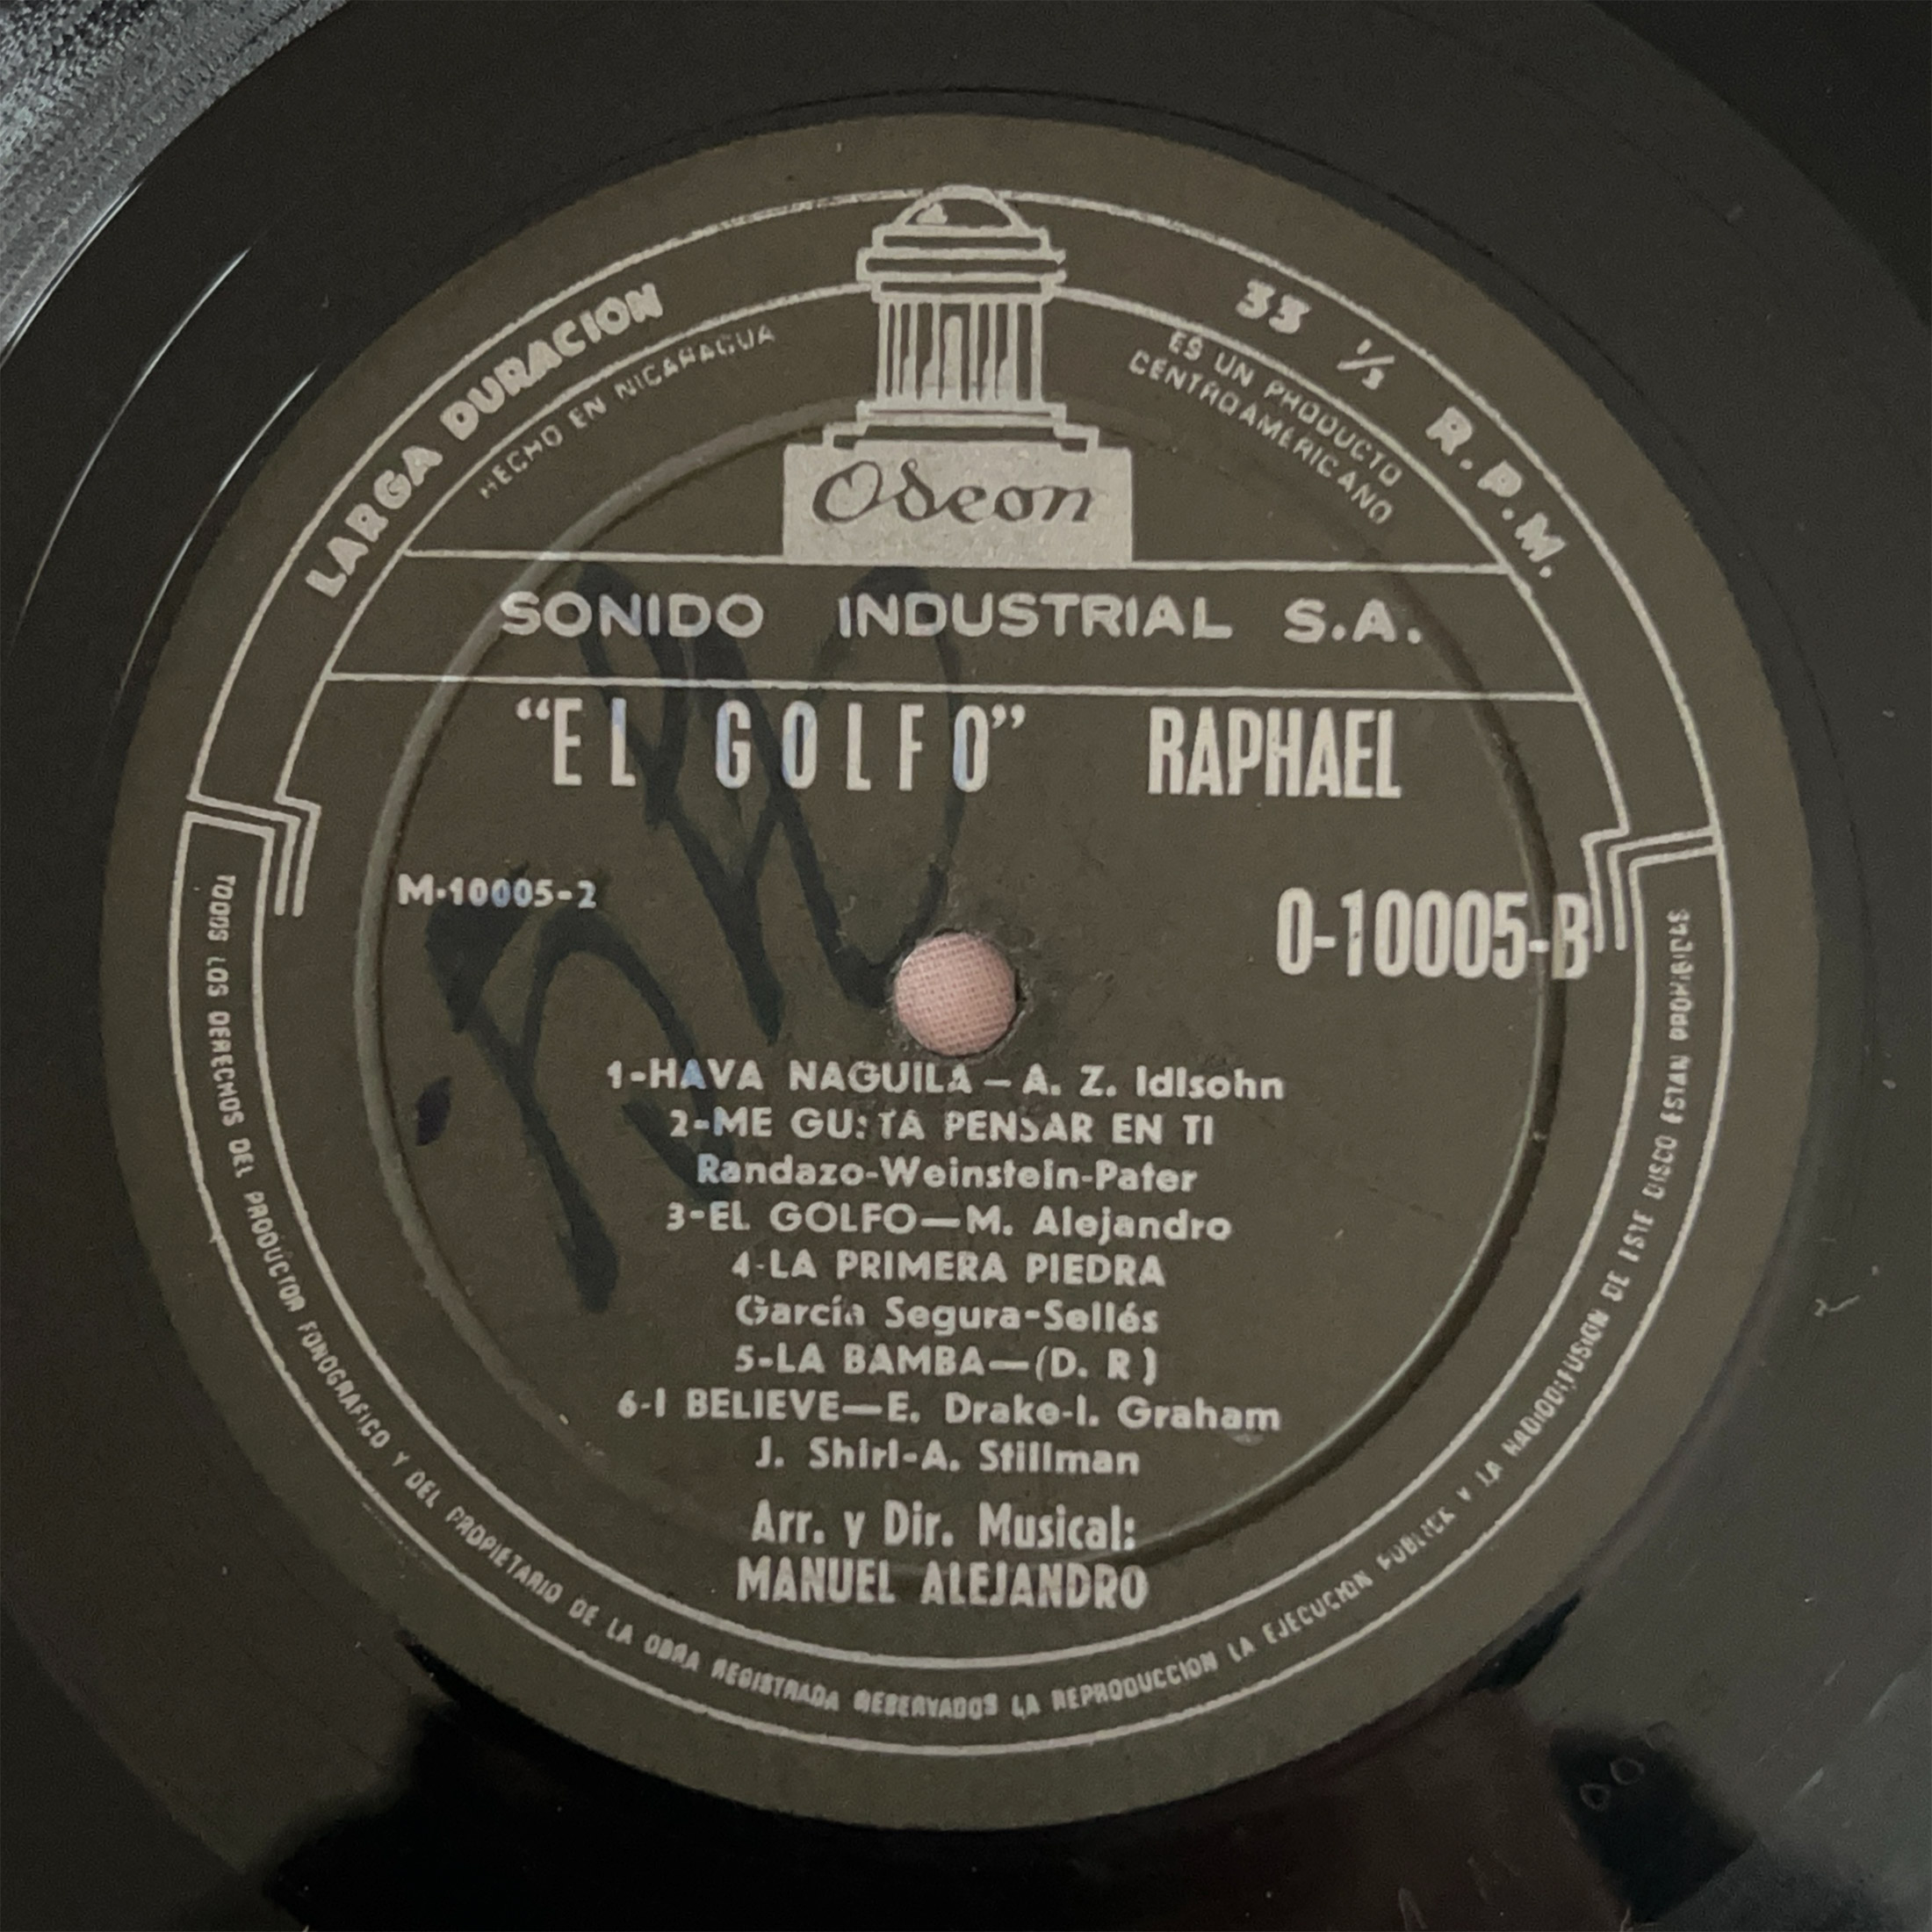 LARGA DURACION
33 1/3 R.P.M.
HECHO EN NICARAGUA
ES UN PRODUCTO
CENTROAMERICANO
Odeon
SONIDO INDUSTRIAL S.A.
“EL GOLFO” RAPHAEL
M-10005-2
0-10005-B
1-HAVA NAGUILA — A. Z. Idlsohn
2-ME GUSTA PENSAR EN TI
Randazo-Weinstein-Pater
3-EL GOLFO—M. Alejandro
4-LA PRIMERA PIEDRA
García Segura-Sellés
5-LA BAMBA—(D. R)
6-I BELIEVE—E. Drake-I. Graham
J. Shirl-A. Stillman
Arr. y Dir. Musical:
MANUEL ALEJANDRO
TODOS LOS DERECHOS DEL PRODUCTOR FONOGRAFICO Y DEL PROPIETARIO DE LA OBRA REGISTRADA RESERVADOS LA REPRODUCCION LA EJECUCION PUBLICA Y LA RADIODIFUSION DE ESTE DISCO ESTAN PROHIBIDAS